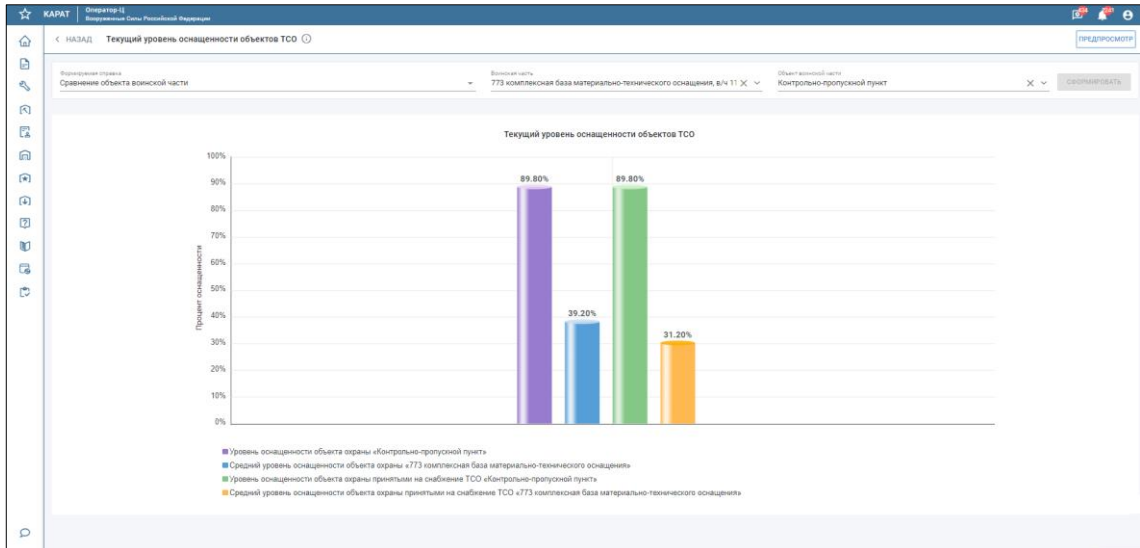 КАРАТ
Оператор-Ц
Вооруженные Силы Российской Федерации
НАЗАД
Текущий уровень оснащенности объектов ТСО
ПРЕДПРОСМОТР
Формируемая справка
Сравнение объекта воинской части
Воинская часть
773 комплексная база материально-технического оснащения, в/ч 11
Объект воинской части
Контрольно-пропускной пункт
СФОРМИРОВАТЬ
Текущий уровень оснащенности объектов ТСО
Процент оснащенности
100%
90%
80%
70%
60%
50%
40%
30%
20%
10%
0%
89.80%
39.20%
89.80%
31.20%
Уровень оснащенности объекта охраны «Контрольно-пропускной пункт»
Средний уровень оснащенности объекта охраны «773 комплексная база материально-технического оснащения»
Уровень оснащенности объекта охраны принятыми на снабжение ТСО «Контрольно-пропускной пункт»
Средний уровень оснащенности объекта охраны принятыми на снабжение ТСО «773 комплексная база материально-технического оснащения»